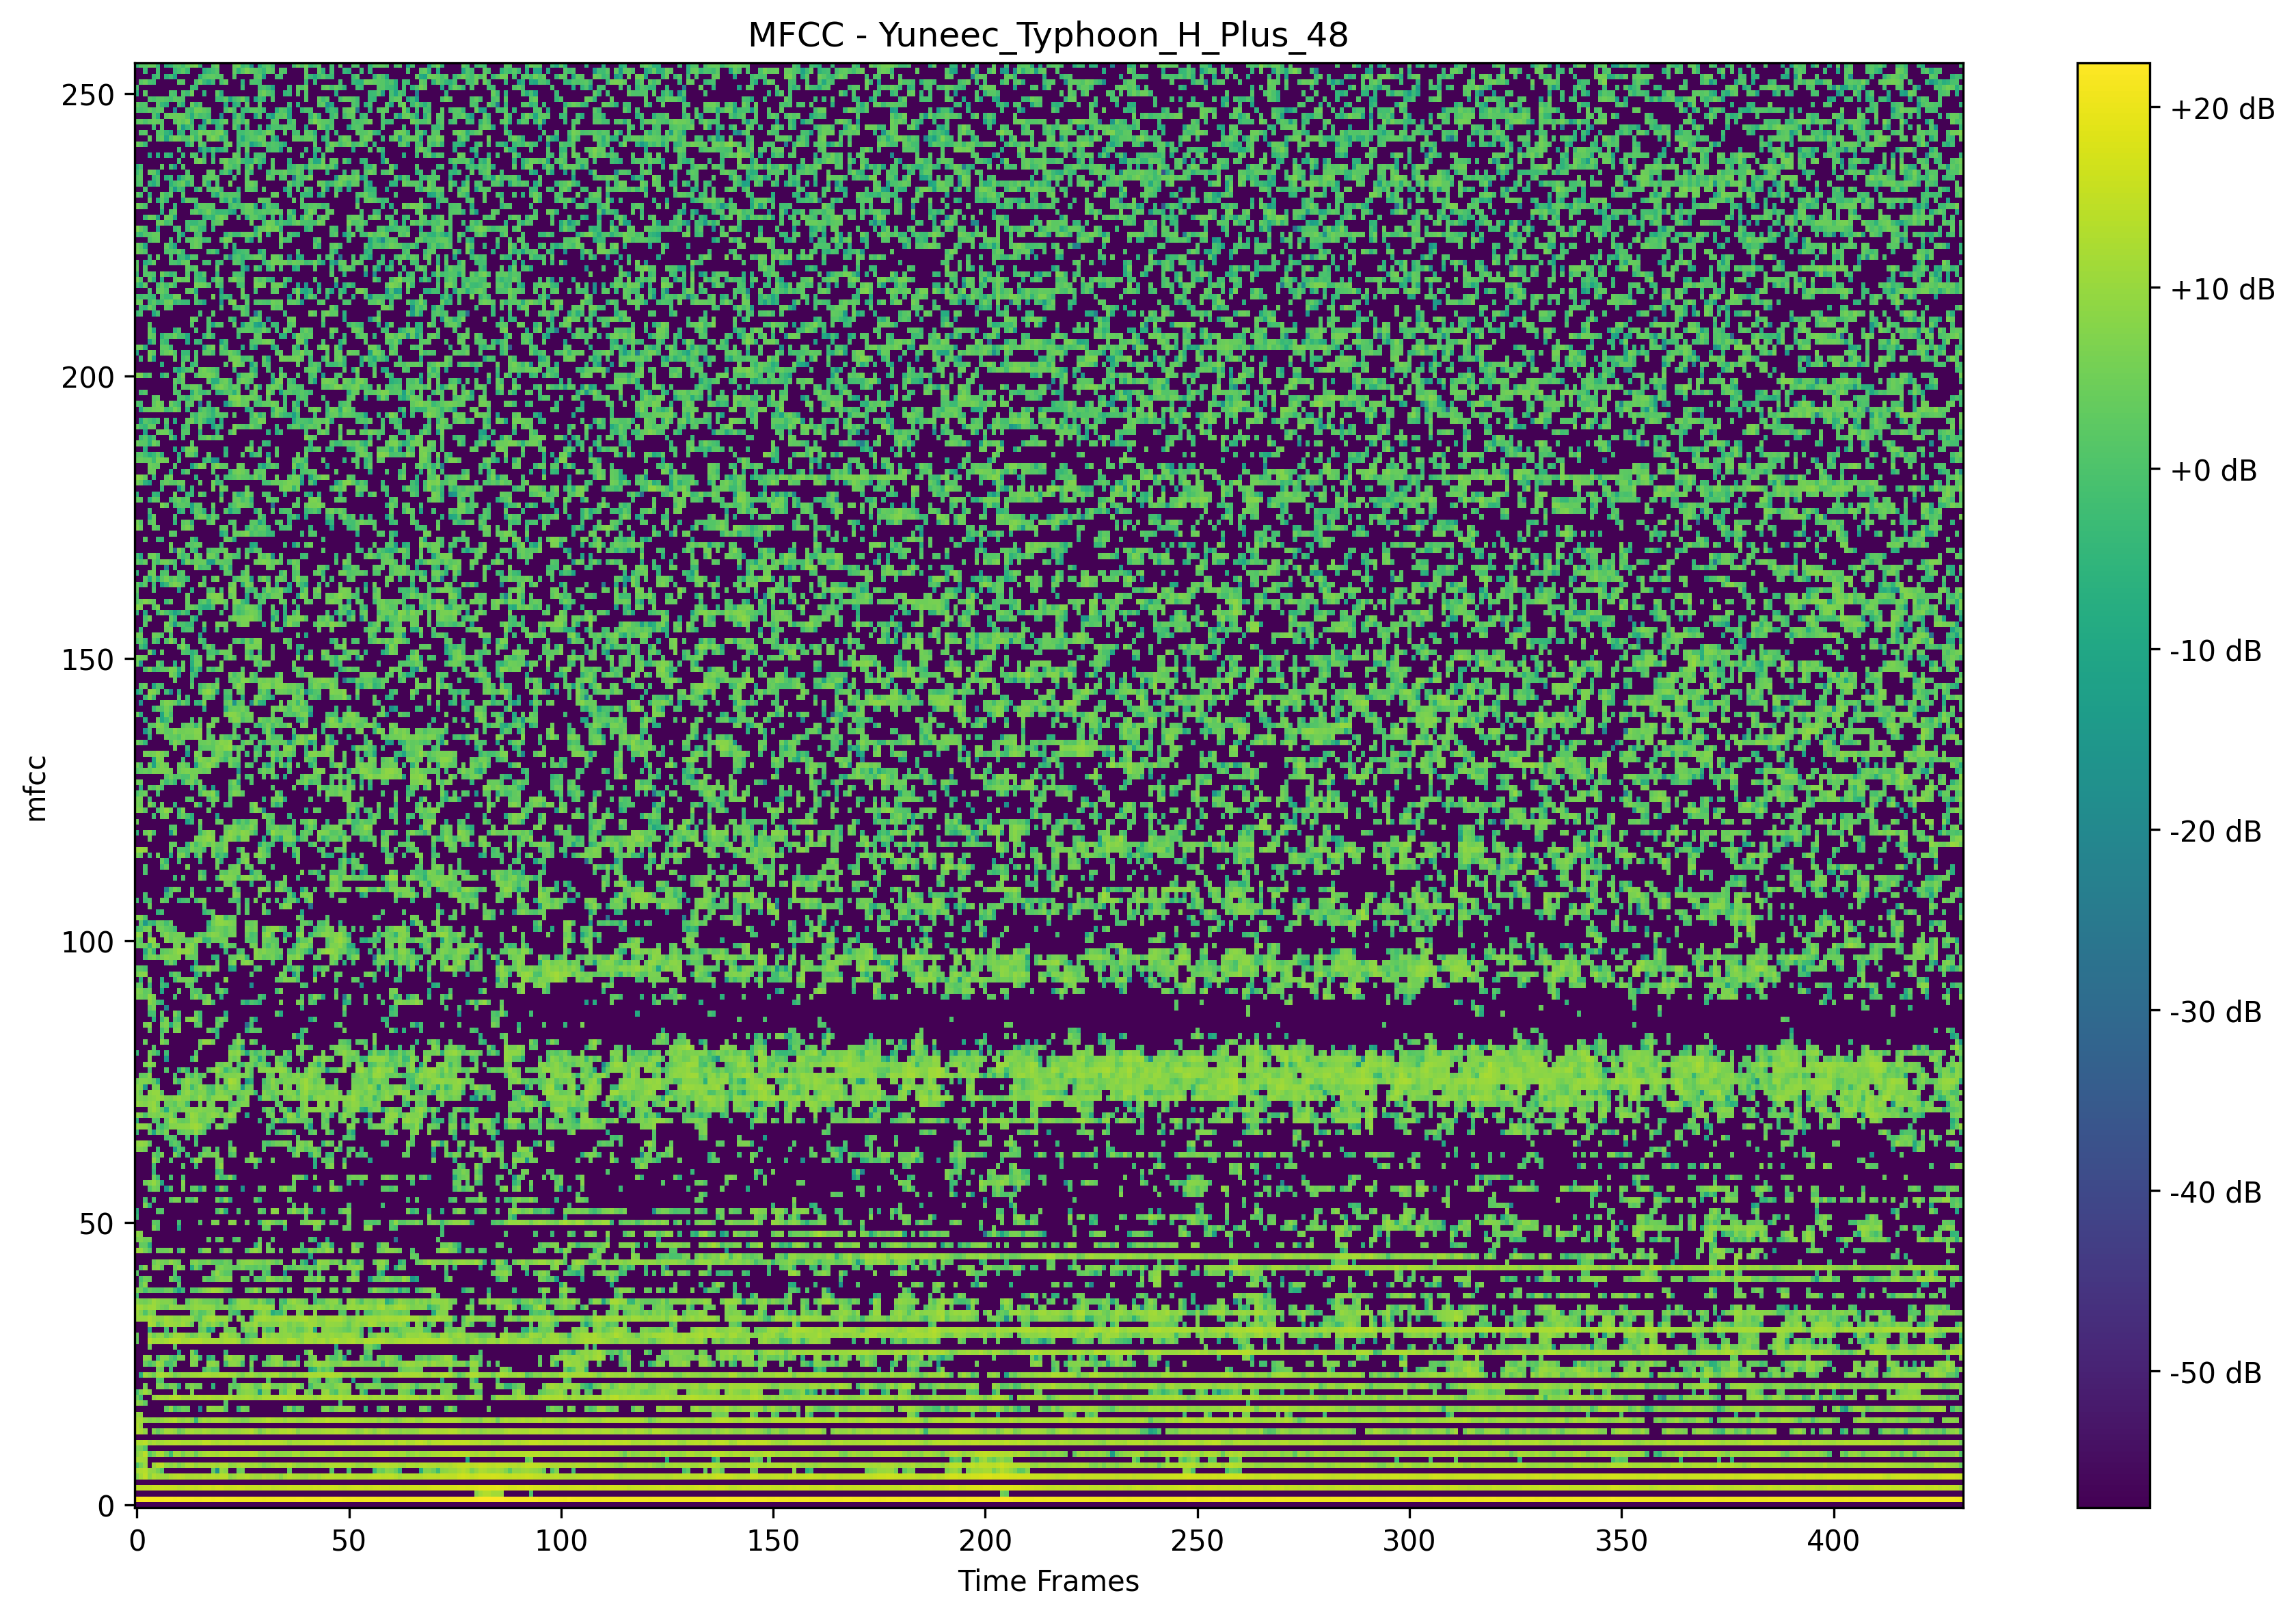 MFCC - Yuneec_Typhoon_H_Plus_48
250
200
150
100
50
0
mfcc
0 50 100 150 200 250 300 350 400
Time Frames
+20 dB
+10 dB
+0 dB
-10 dB
-20 dB
-30 dB
-40 dB
-50 dB